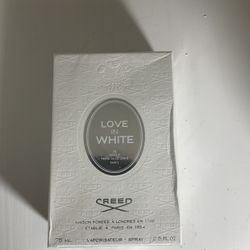 LOVE
IN
WHITE
PARIS
CREED
MAISON FONDÉE À LONDRES EN 1760
ÉTABLIE À PARIS EN 1854
75 ML VAPORISATEUR - SPRAY 2.5 FL.OZ